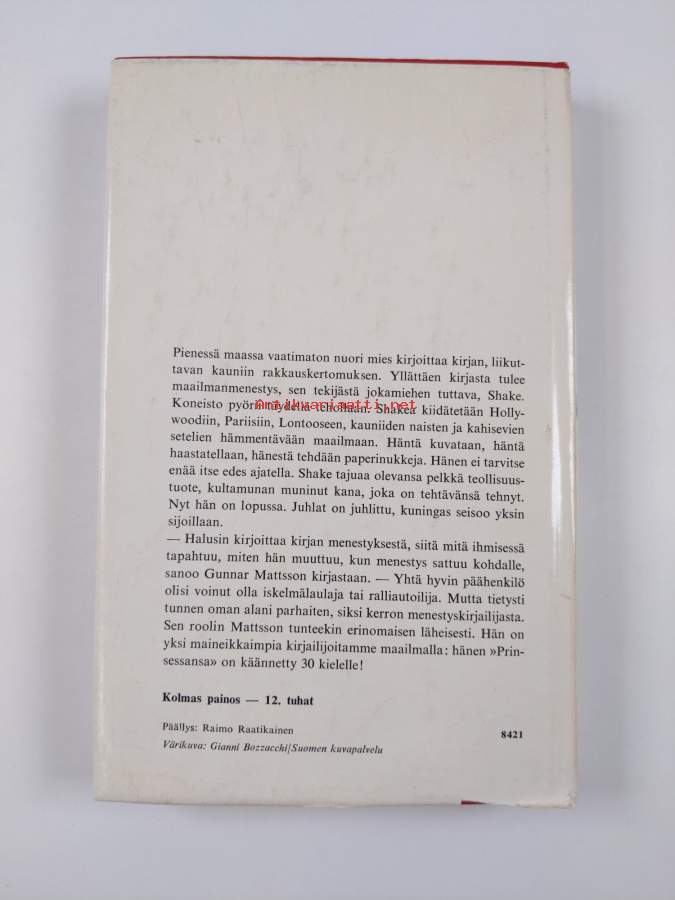 Pienessä maassa vaatimaton nuori mies kirjoittaa kirjan, liikut-
tavan kauniin rakkauskertomuksen. Yllättäen kirjasta tulee
maailmanmenestys, sen tekijästä jokamiehen tuttava, Shake.
Antikvariaatti.net
Koneisto pyörii täydellä teholla. Shakea kiidätetään Holly-
woodiin, Pariisiin, Lontooseen, kauniiden naisten ja kahisevien
setelien hämmentävään maailmaan. Häntä kuvataan, häntä
haastatellaan, hänestä tehdään paperinukkeja. Hänen ei tarvitse
enää itse edes ajatella. Shake tajuaa olevansa pelkkä teollisuus-
tuote, kultamunan muninut kana, joka on tehtävänsä tehnyt.
Nyt hän on lopussa. Juhlat on juhlittu, kuningas seisoo yksin
sijoillaan.
— Halusin kirjoittaa kirjan menestyksestä, siitä mitä ihmisessä
tapahtuu, miten hän muuttuu, kun menestys sattuu kohdalle,
sanoo Gunnar Mattsson kirjastaan. — Yhtä hyvin päähenkilö
olisi voinut olla iskelmälaulaja tai ralliautoilija. Mutta tietysti
tunnen oman alani parhaiten, siksi kerron menestyskirjailijasta.
Sen roolin Mattsson tunteekin erinomaisen läheisesti. Hän on
yksi maineikkaimpia kirjailijoitamme maailmalla: hänen »Prin-
sessansa» on käännetty 30 kielelle!
Kolmas painos — 12. tuhat
Päällys: Raimo Raatikainen
Värikuva: Gianni Bozzacchi/Suomen kuvapalvelu
8421